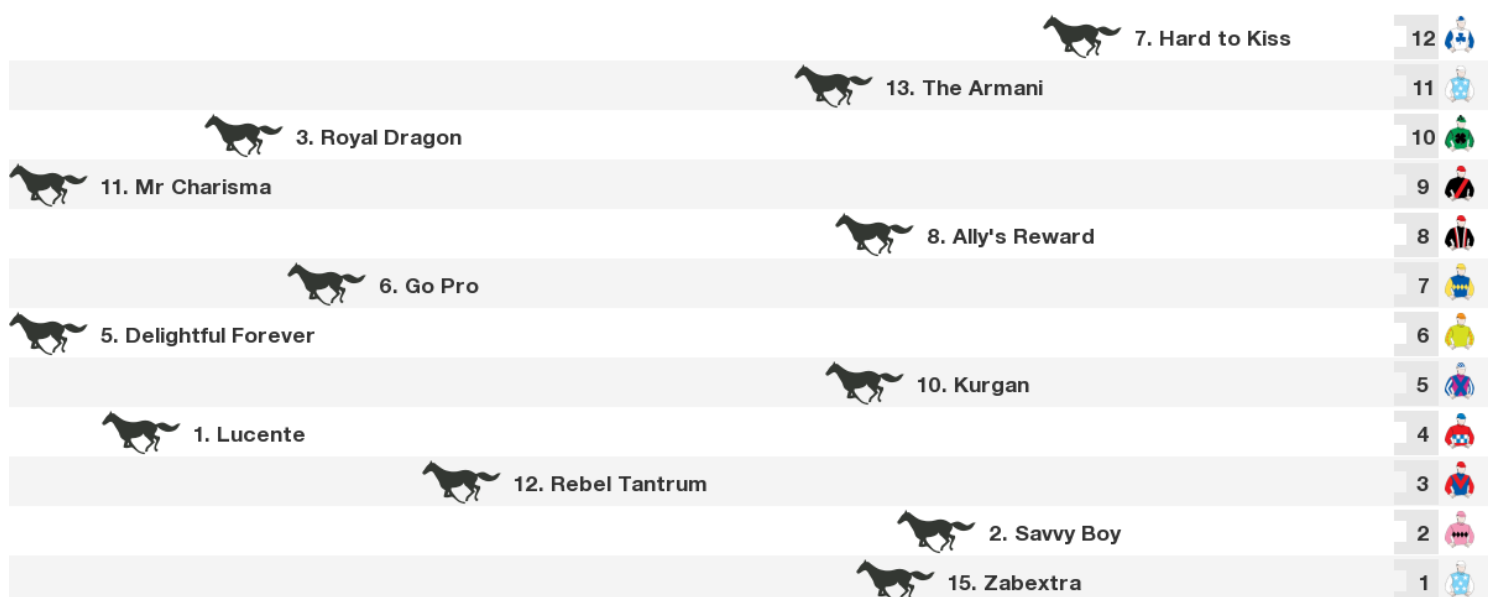 7. Hard to Kiss 12
13. The Armani 11
3. Royal Dragon 10
11. Mr Charisma 9
8. Ally's Reward 8
6. Go Pro 7
5. Delightful Forever 6
10. Kurgan 5
1. Lucente 4
12. Rebel Tantrum 3
2. Savvy Boy 2
15. Zabextra 1